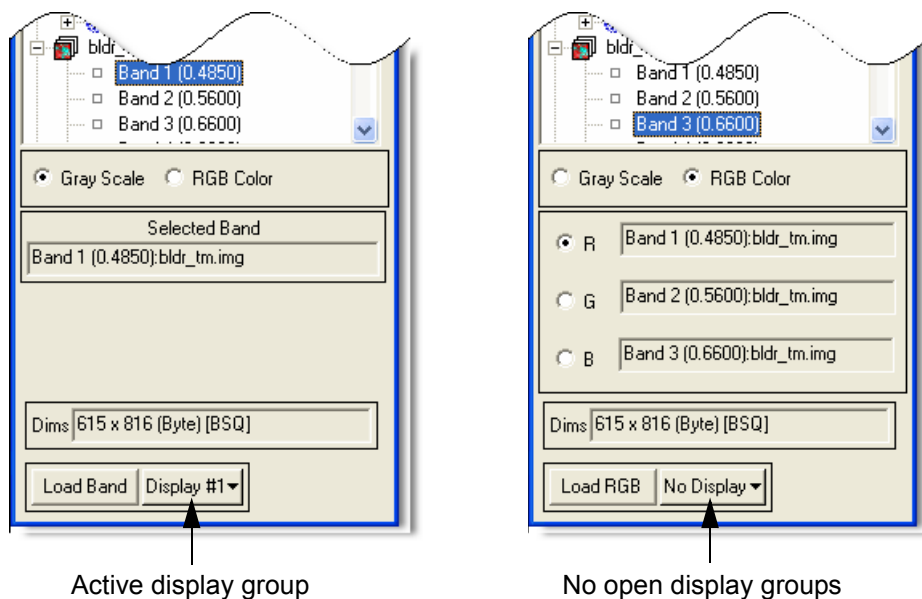 bldr_
Band 1 (0.4850)
Band 2 (0.5600)
Band 3 (0.6600)
Gray Scale RGB Color
Selected Band
Band 1 (0.4850):bldr_tm.img
Dims 615 x 816 (Byte) [BSQ]
Load Band Display #1
Active display group
bldr_
Band 1 (0.4850)
Band 2 (0.5600)
Band 3 (0.6600)
Gray Scale RGB Color
R Band 1 (0.4850):bldr_tm.img
G Band 2 (0.5600):bldr_tm.img
B Band 3 (0.6600):bldr_tm.img
Dims 615 x 816 (Byte) [BSQ]
Load RGB No Display
No open display groups